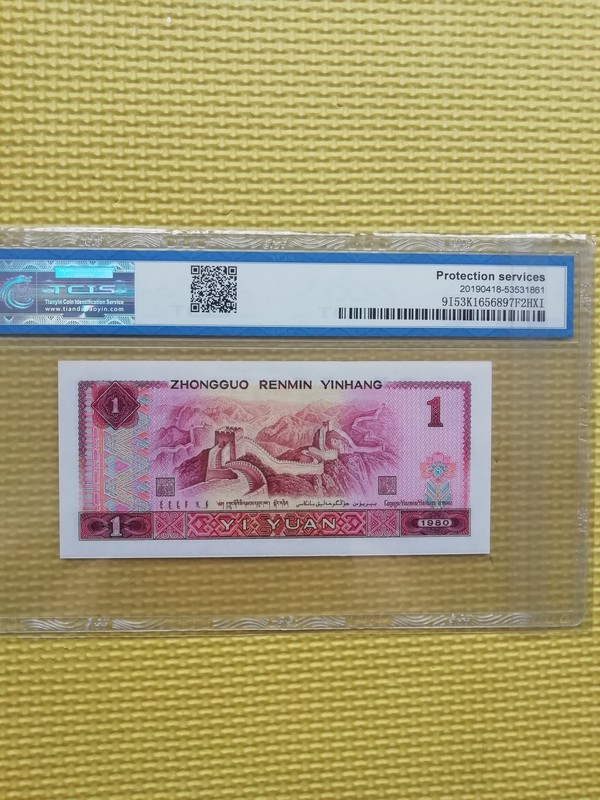 TCIS
Tianyin Coin Identification Service
Protection services
20190418-53531861
9I53K1656897F2HXI
ZHONGGUO RENMIN YINHANG
1
1
1
YI YUAN
1980